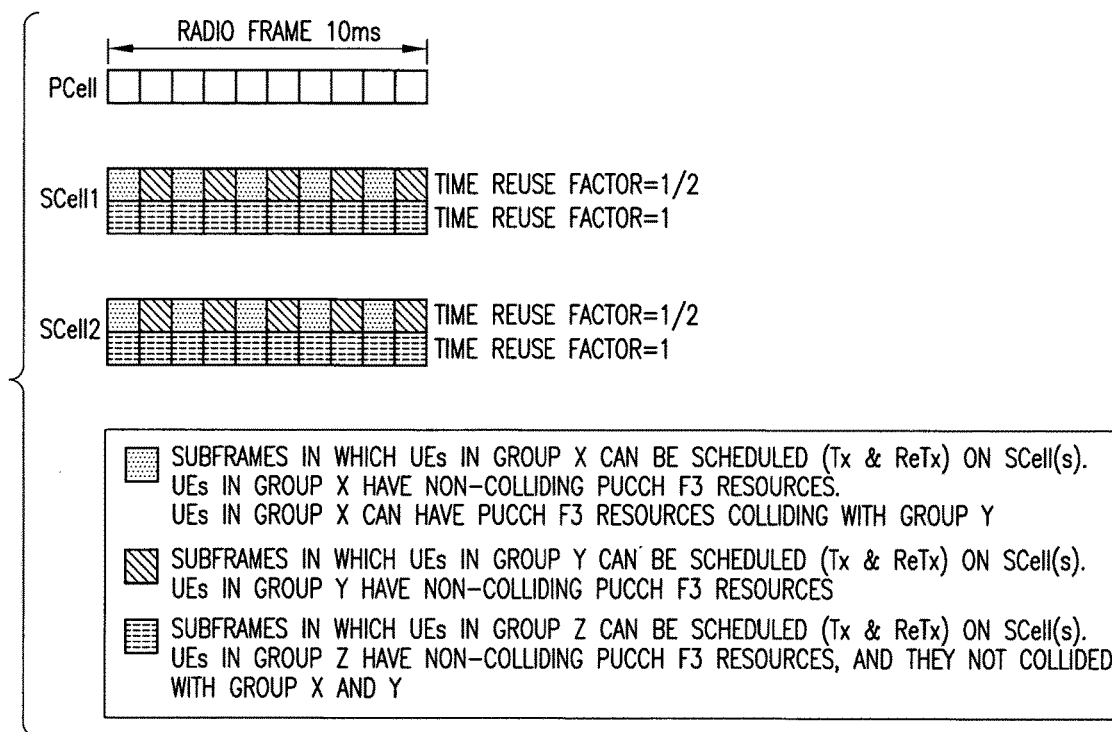 RADIO FRAME 10ms
PCell
SCell1
TIME REUSE FACTOR=1/2
TIME REUSE FACTOR=1
SCell2
TIME REUSE FACTOR=1/2
TIME REUSE FACTOR=1
SUBFRAMES IN WHICH UEs IN GROUP X CAN BE SCHEDULED (Tx & ReTx) ON SCell(s).
UEs IN GROUP X HAVE NON-COLLIDING PUCCH F3 RESOURCES.
UEs IN GROUP X CAN HAVE PUCCH F3 RESOURCES COLLIDING WITH GROUP Y
SUBFRAMES IN WHICH UEs IN GROUP Y CAN BE SCHEDULED (Tx & ReTx) ON SCell(s).
UEs IN GROUP Y HAVE NON-COLLIDING PUCCH F3 RESOURCES
SUBFRAMES IN WHICH UEs IN GROUP Z CAN BE SCHEDULED (Tx & ReTx) ON SCell(s).
UEs IN GROUP Z HAVE NON-COLLIDING PUCCH F3 RESOURCES, AND THEY NOT COLLIDED
WITH GROUP X AND Y